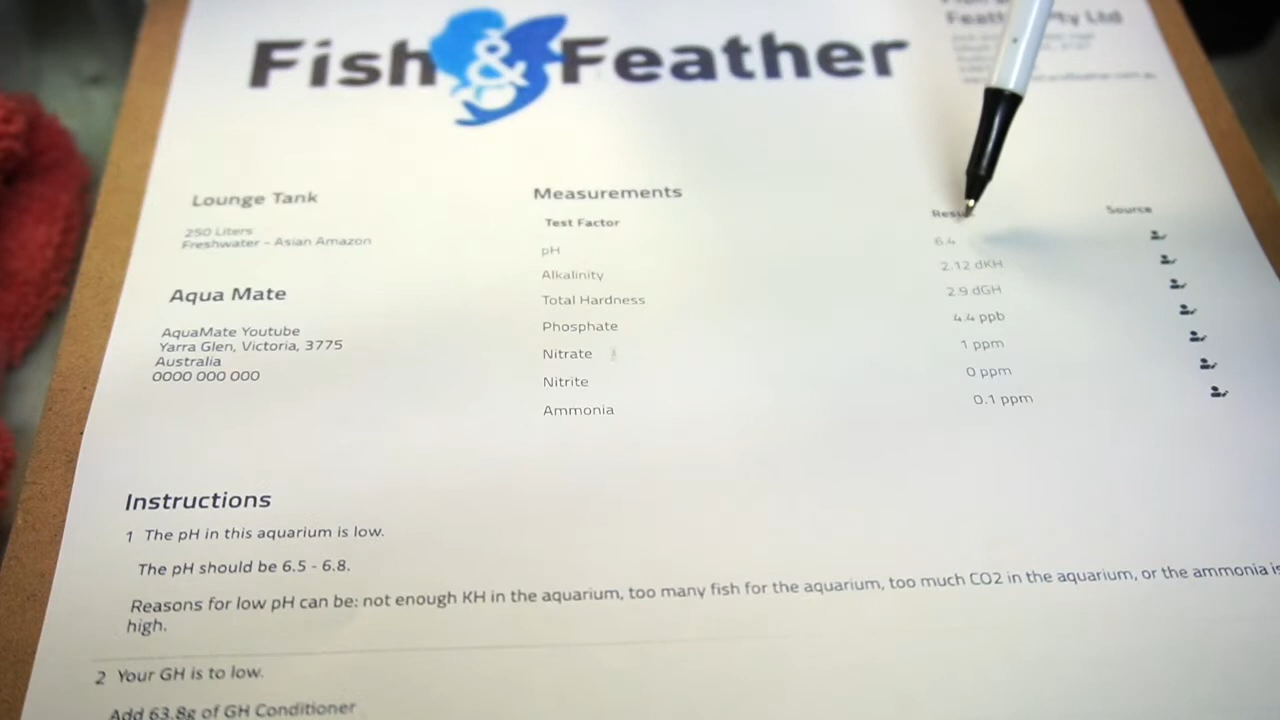 Fish & Feather
Pty Ltd
Lounge Tank
250 Liters
Freshwater - Asian Amazon
Aqua Mate
AquaMate Youtube
Yarra Glen, Victoria, 3775
Australia
0000 000 000
Measurements
Test Factor Source
pH 6.4
Alkalinity 2.12 dKH
Total Hardness 2.9 dGH
Phosphate 4.4 ppb
Nitrate 1 ppm
Nitrite 0 ppm
Ammonia 0.1 ppm
Instructions
1 The pH in this aquarium is low.
The pH should be 6.5 - 6.8.
Reasons for low pH can be: not enough KH in the aquarium, too many fish for the aquarium, too much CO2 in the aquarium, or the ammonia is
high.
2 Your GH is to low.
Add 63.8g of GH Conditioner